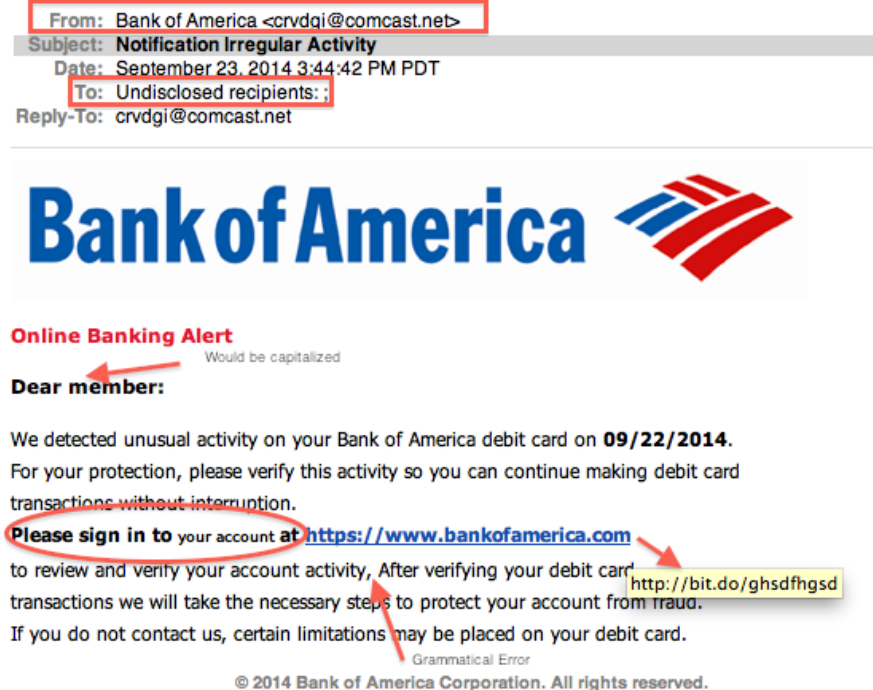 From: Bank of America <crvdgi@comcast.net>
Subject: Notification Irregular Activity
Date: September 23, 2014 3:44:42 PM PDT
To: Undisclosed recipients: ;
Reply-To: crvdgi@comcast.net
Bank of America
Online Banking Alert
Would be capitalized
Dear member:
We detected unusual activity on your Bank of America debit card on 09/22/2014.
For your protection, please verify this activity so you can continue making debit card
transactions without interruption.
Please sign in to your account at https://www.bankofamerica.com
to review and verify your account activity, After verifying your debit card
http://bit.do/ghsdfhgsd
transactions we will take the necessary steps to protect your account from fraud.
If you do not contact us, certain limitations may be placed on your debit card.
Grammatical Error
© 2014 Bank of America Corporation. All rights reserved.